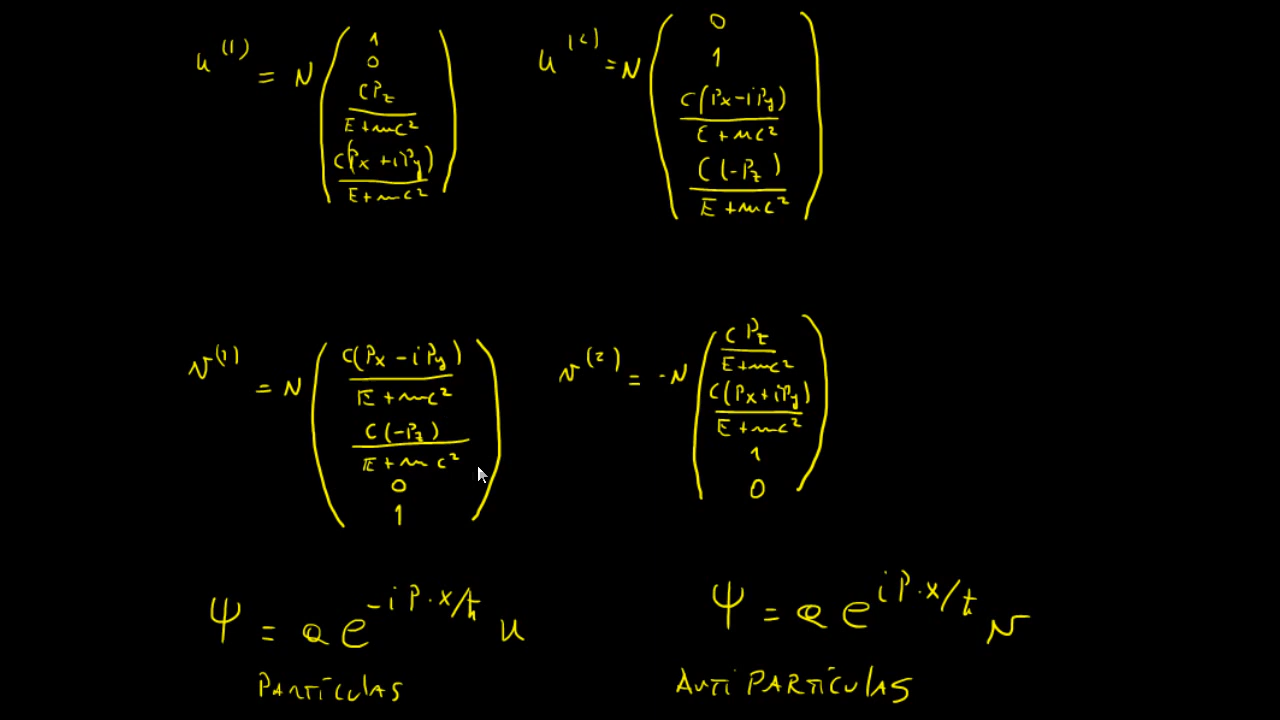 u^(1) = N ( 1 ; 0 ; cPz / (E+mc²) ; c(Px+iPy) / (E+mc²) )
u^(2) = N ( 0 ; 1 ; c(Px-iPy) / (E+mc²) ; c(-Pz) / (E+mc²) )
v^(1) = N ( c(Px-iPy) / (E+mc²) ; c(-Pz) / (E+mc²) ; 0 ; 1 )
v^(2) = -N ( cPz / (E+mc²) ; c(Px+iPy) / (E+mc²) ; 1 ; 0 )
ψ = a e^(-iP·x/ħ) u
PARTÍCULAS
ψ = a e^(iP·x/ħ) v
ANTIPARTÍCULAS